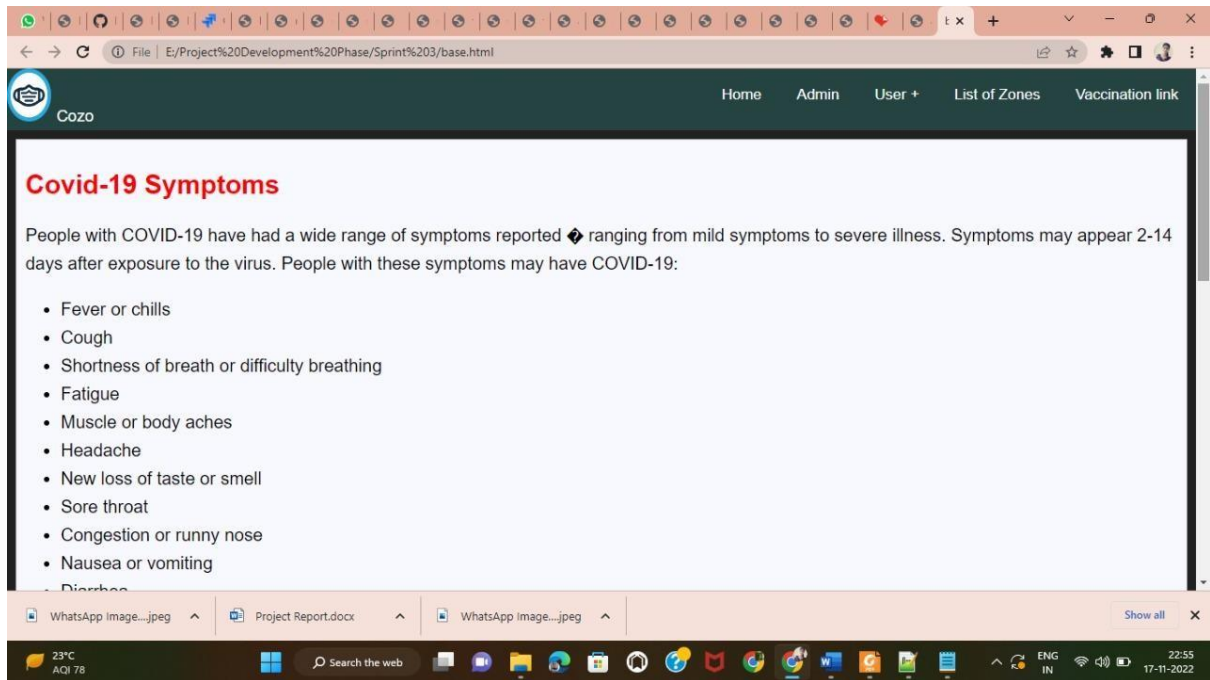 File E:/Project%20Development%20Phase/Sprint%203/base.html
Cozo Home Admin User + List of Zones Vaccination link
Covid-19 Symptoms
People with COVID-19 have had a wide range of symptoms reported � ranging from mild symptoms to severe illness. Symptoms may appear 2-14
days after exposure to the virus. People with these symptoms may have COVID-19:
• Fever or chills
• Cough
• Shortness of breath or difficulty breathing
• Fatigue
• Muscle or body aches
• Headache
• New loss of taste or smell
• Sore throat
• Congestion or runny nose
• Nausea or vomiting
• Diarrhea
WhatsApp Image....jpeg Project Report.docx WhatsApp Image....jpeg Show all
23°C Search the web ENG 22:55
AQI 78 IN 17-11-2022